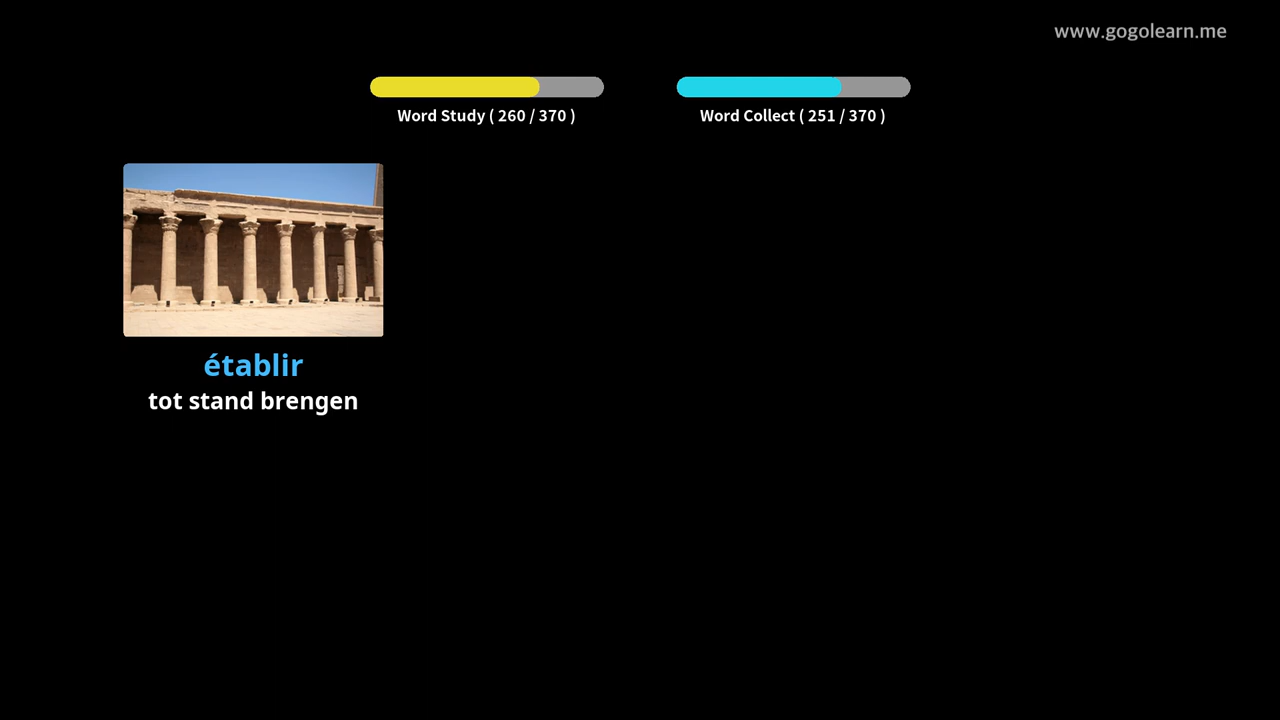 www.gogolearn.me
Word Study ( 260 / 370 )
Word Collect ( 251 / 370 )
établir
tot stand brengen